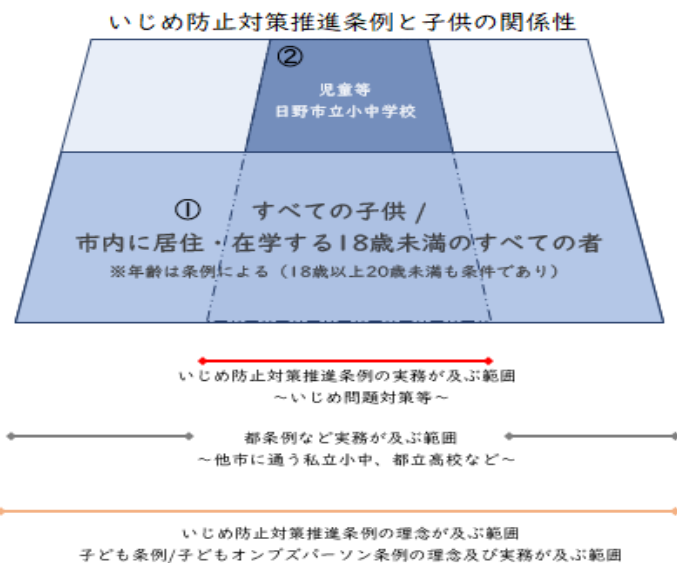 いじめ防止対策推進条例と子供の関係性
②
児童等
日野市立小中学校
① すべての子供 /
市内に居住・在学する18歳未満のすべての者
※年齢は条例による（18歳以上20歳未満も条件であり）
いじめ防止対策推進条例の実務が及ぶ範囲
～いじめ問題対策等～
都条例など実務が及ぶ範囲
～他市に通う私立小中、都立高校など～
いじめ防止対策推進条例の理念が及ぶ範囲
子ども条例/子どもオンブズパーソン条例の理念及び実務が及ぶ範囲